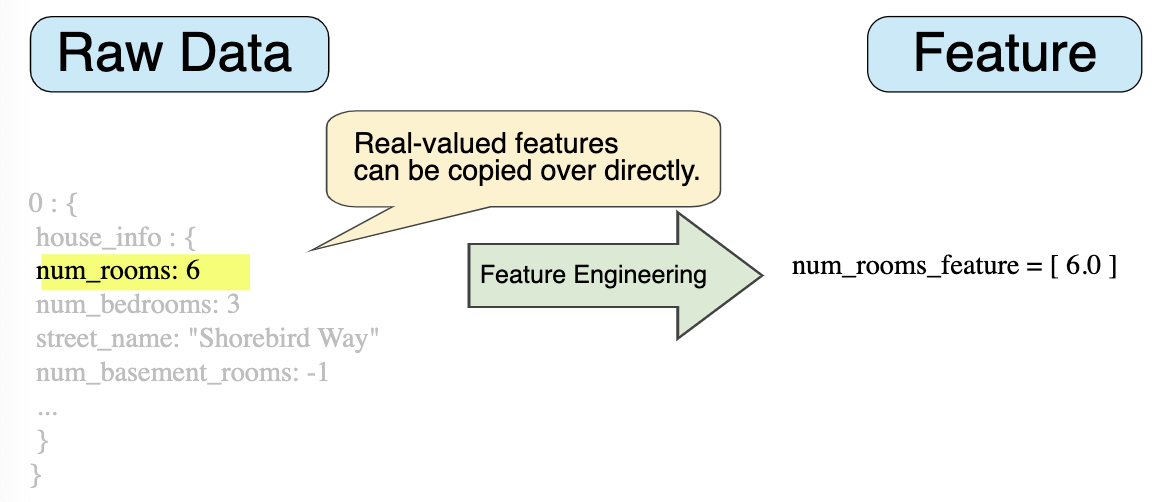 Raw Data
Feature
Real-valued features
can be copied over directly.
0 : {
house_info : {
num_rooms: 6
num_bedrooms: 3
street_name: "Shorebird Way"
num_basement_rooms: -1
...
}
}
Feature Engineering
num_rooms_feature = [ 6.0 ]